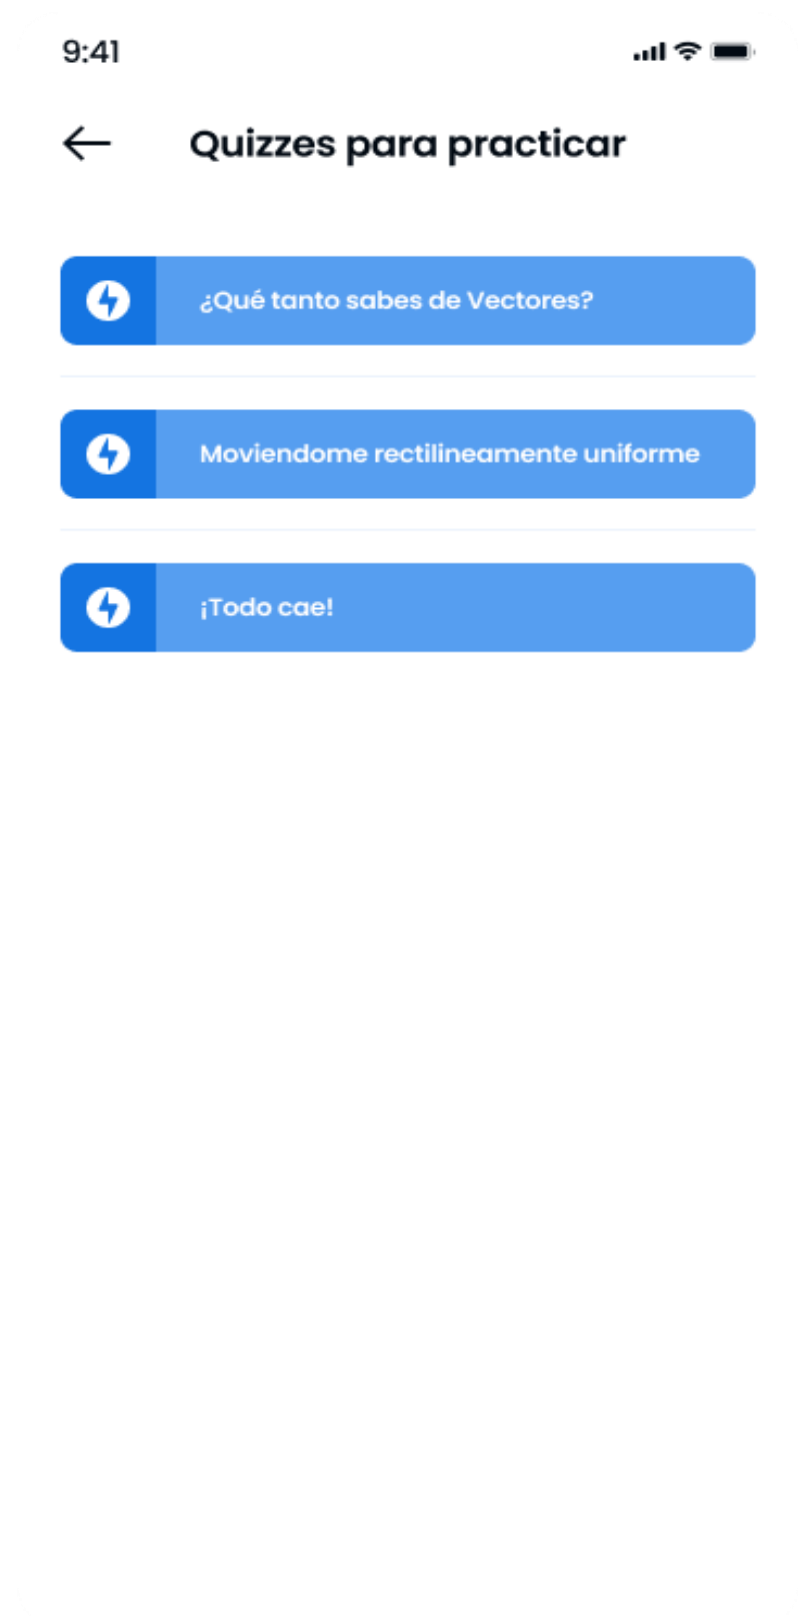 9:41
Quizzes para practicar
¿Qué tanto sabes de Vectores?
Moviendome rectilineamente uniforme
¡Todo cae!